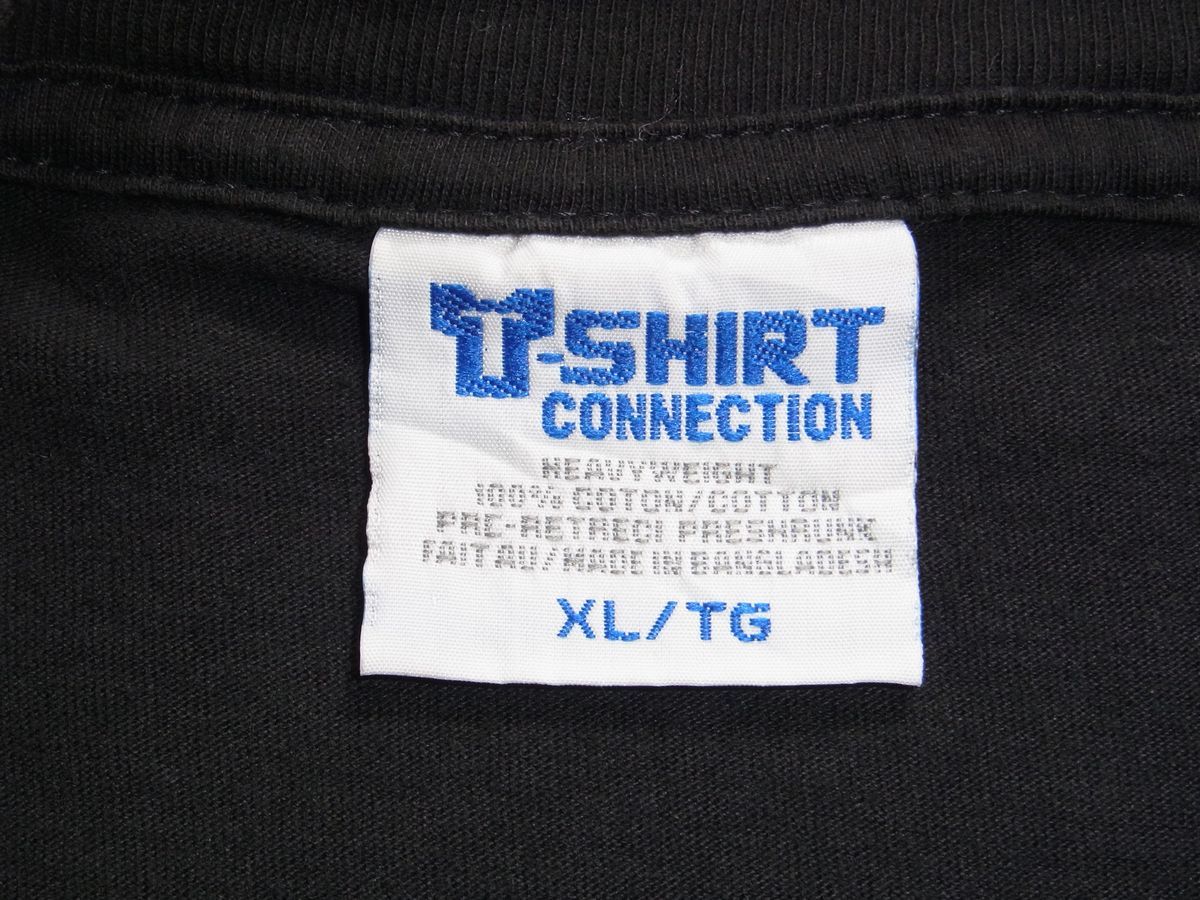 T-SHIRT
CONNECTION
HEAVYWEIGHT
100% COTON/COTTON
PRE-RETRECI PRESHRUNK
FAIT AU/MADE IN BANGLADESH
XL/TG